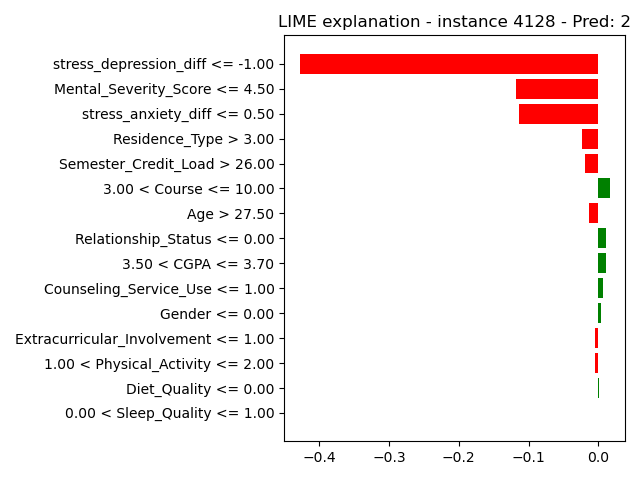 LIME explanation - instance 4128 - Pred: 2
stress_depression_diff <= -1.00
Mental_Severity_Score <= 4.50
stress_anxiety_diff <= 0.50
Residence_Type > 3.00
Semester_Credit_Load > 26.00
3.00 < Course <= 10.00
Age > 27.50
Relationship_Status <= 0.00
3.50 < CGPA <= 3.70
Counseling_Service_Use <= 1.00
Gender <= 0.00
Extracurricular_Involvement <= 1.00
1.00 < Physical_Activity <= 2.00
Diet_Quality <= 0.00
0.00 < Sleep_Quality <= 1.00
−0.4 −0.3 −0.2 −0.1 0.0